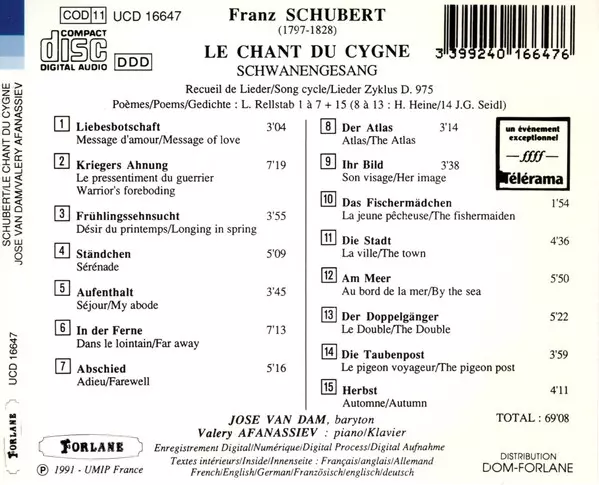 COD 11 UCD 16647
COMPACT
disc
DIGITAL AUDIO
DDD
Franz SCHUBERT
(1797-1828)
LE CHANT DU CYGNE
SCHWANENGESANG
3 399240 166476
Recueil de Lieder/Song cycle/Lieder Zyklus D. 975
Poèmes/Poems/Gedichte : L. Rellstab 1 à 7 + 15 (8 à 13 : H. Heine/14 J.G. Seidl)
1 Liebesbotschaft 3'04
Message d'amour/Message of love
2 Kriegers Ahnung 7'19
Le pressentiment du guerrier
Warrior's foreboding
3 Frühlingssehnsucht 3'55
Désir du printemps/Longing in spring
4 Ständchen 5'09
Sérénade
5 Aufenthalt 3'45
Séjour/My abode
6 In der Ferne 7'13
Dans le lointain/Far away
7 Abschied 5'16
Adieu/Farewell
8 Der Atlas 3'14
Atlas/The Atlas
9 Ihr Bild 3'38
Son visage/Her image
10 Das Fischermädchen 1'54
La jeune pêcheuse/The fishermaiden
11 Die Stadt 4'36
La ville/The town
12 Am Meer 5'50
Au bord de la mer/By the sea
13 Der Doppelgänger 5'22
Le Double/The Double
14 Die Taubenpost 3'59
Le pigeon voyageur/The pigeon post
15 Herbst 4'11
Automne/Autumn
un événement
exceptionnel
ffff
Télérama
TOTAL : 69'08
JOSE VAN DAM, baryton
Valery AFANASSIEV : piano/Klavier
Enregistrement Digital/Numérique/Digital Process/Digital Aufnahme
Textes intérieurs/Inside/Innenseite : Français/anglais/Allemand
French/English/German/Französisch/englisch/deutsch
FORLANE
℗ 1991 - UMIP France
DISTRIBUTION
DOM-FORLANE
SCHUBERT/LE CHANT DU CYGNE
JOSE VAN DAM/VALERY AFANASSIEV
UCD 16647
FORLANE